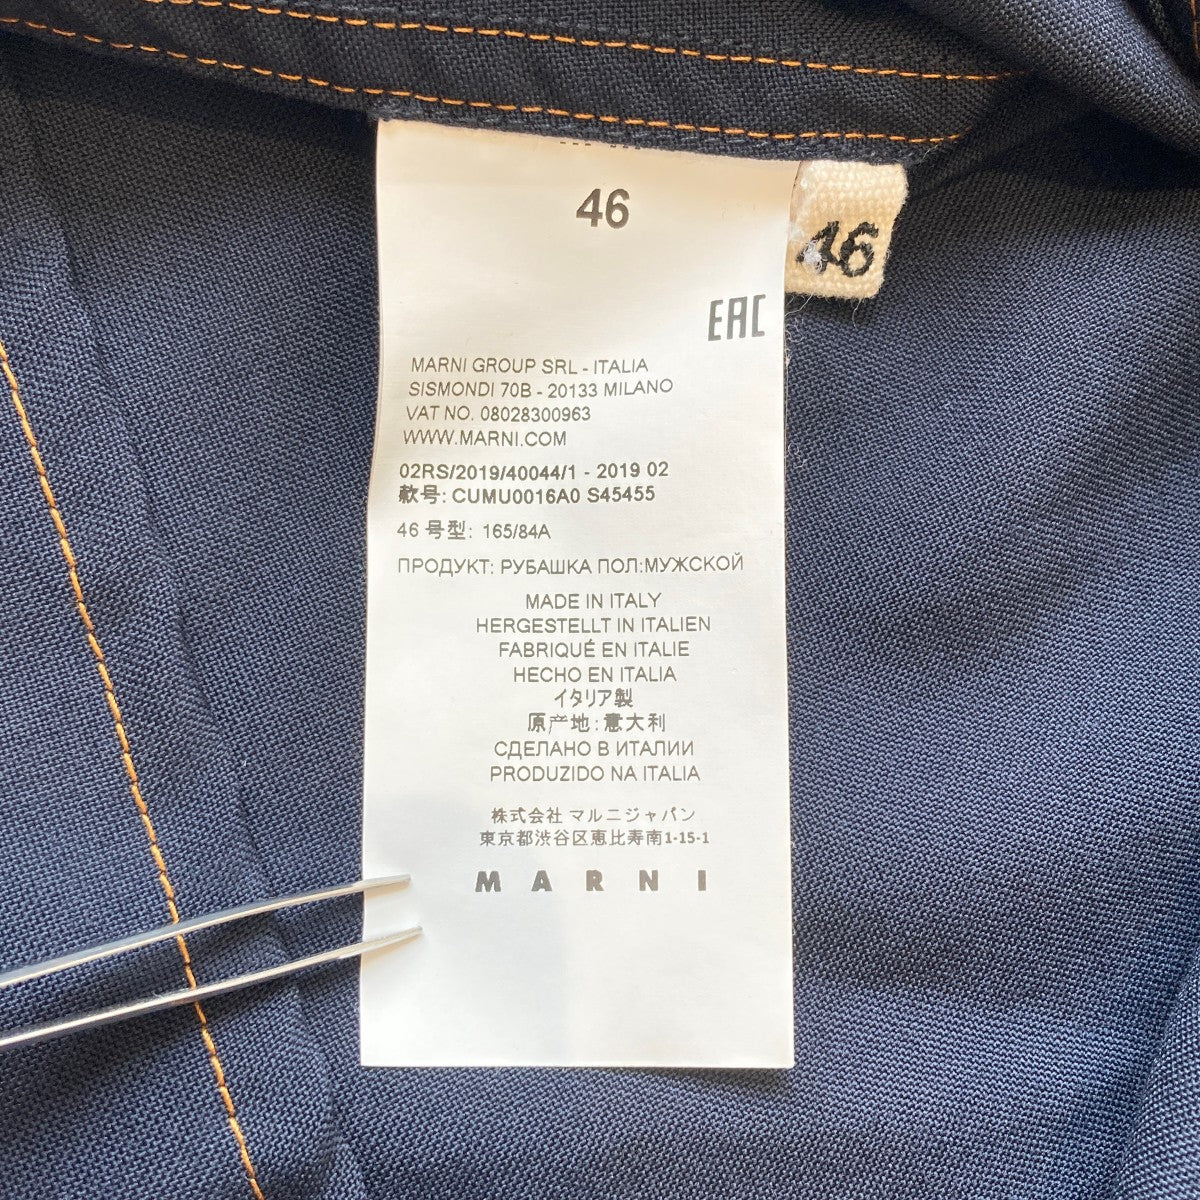 46
46
EAC
MARNI GROUP SRL - ITALIA
SISMONDI 70B - 20133 MILANO
VAT NO. 08028300963
WWW.MARNI.COM
02RS/2019/40044/1 - 2019 02
款号: CUMU0016A0 S45455
46 号型: 165/84A
ПРОДУКТ: РУБАШКА ПОЛ:МУЖСКОЙ
MADE IN ITALY
HERGESTELLT IN ITALIEN
FABRIQUÉ EN ITALIE
HECHO EN ITALIA
イタリア製
原产地:意大利
СДЕЛАНО В ИТАЛИИ
PRODUZIDO NA ITALIA
株式会社 マルニジャパン
東京都渋谷区恵比寿南1-15-1
MARNI